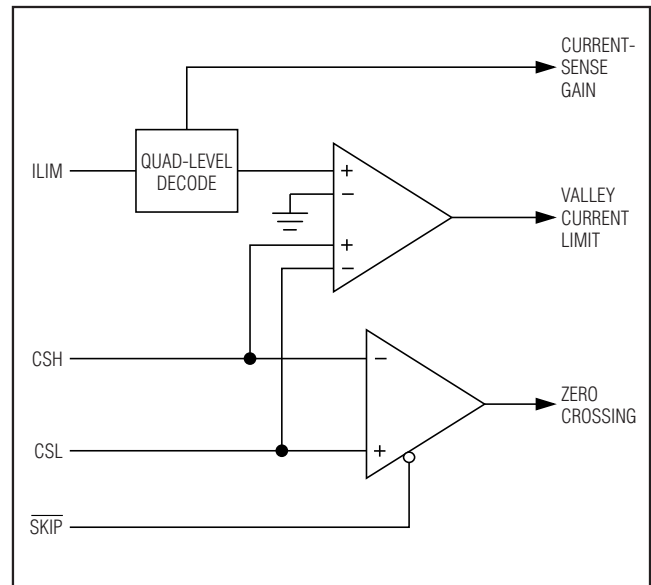 CURRENT-
SENSE
GAIN
ILIM
QUAD-LEVEL
DECODE
+
−
+
−
VALLEY
CURRENT
LIMIT
CSH
−
ZERO
CROSSING
CSL
+
SKIP